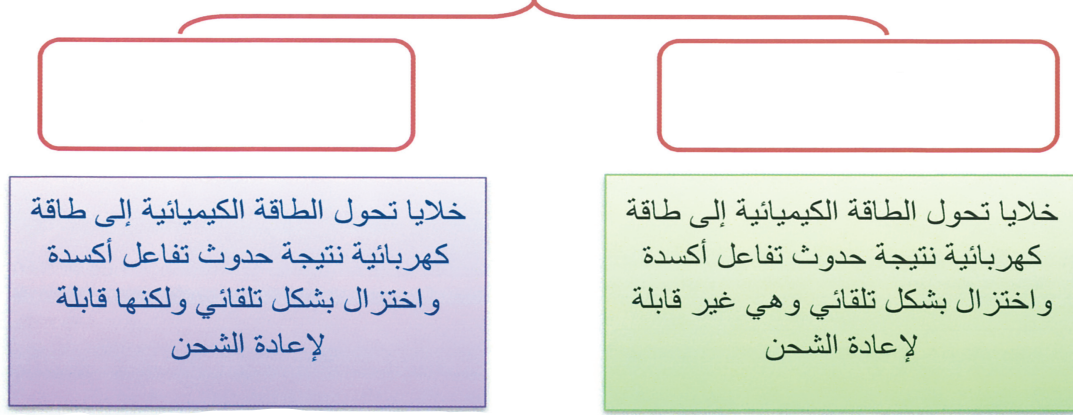 خلايا تحول الطاقة الكيميائية إلى طاقة
كهربائية نتيجة حدوث تفاعل أكسدة
واختزال بشكل تلقائي وهي غير قابلة
لإعادة الشحن
خلايا تحول الطاقة الكيميائية إلى طاقة
كهربائية نتيجة حدوث تفاعل أكسدة
واختزال بشكل تلقائي ولكنها قابلة
لإعادة الشحن